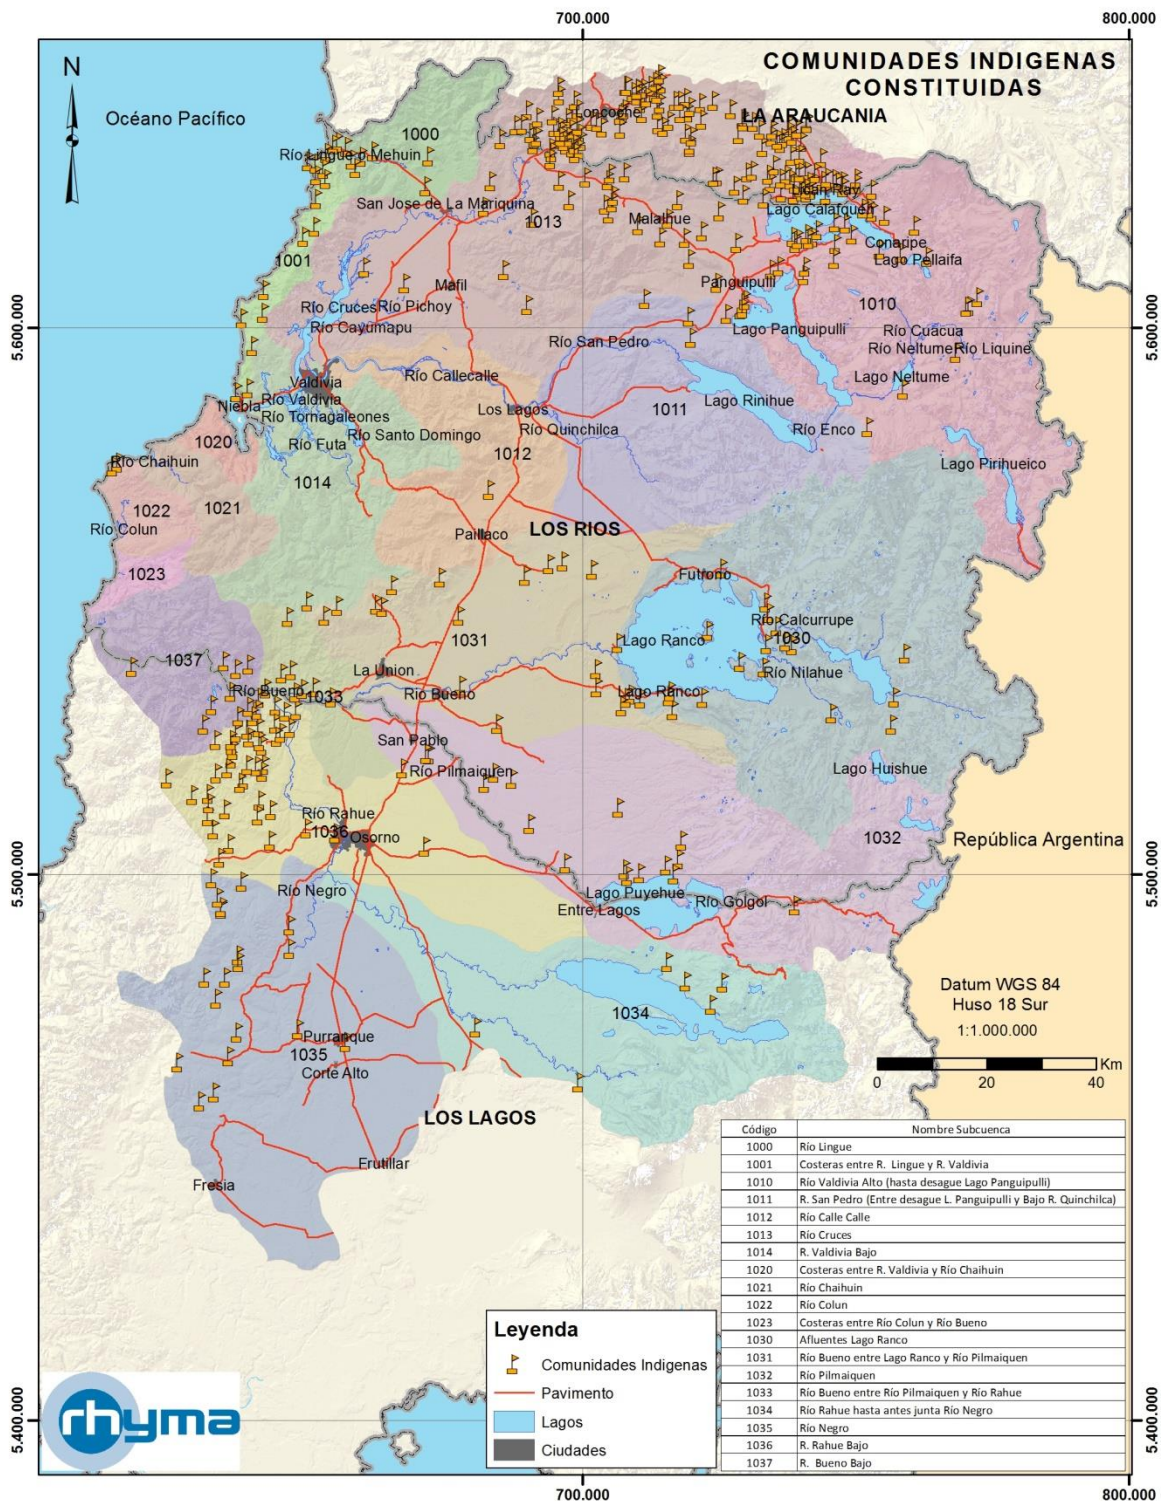 700.000
800.000
COMUNIDADES INDIGENAS
CONSTITUIDAS
N
Océano Pacífico
Loncoche
LA ARAUCANIA
1000
Río Lingue o Mehuin
Lican Ray
San Jose de La Mariquina
Lago Calafquen
1013
Malalhue
Conaripe
1001
Lago Pellaifa
Panguipulli
Mafil
1010
Río Cruces
Río Pichoy
5.600.000
Río Cayumapu
Lago Panguipulli
Río Cuacua
5.600.000
Río San Pedro
Río Neltume
Río Liquine
Valdivia
Río Callecalle
Lago Neltume
Río Valdivia
Lago Rinihue
Niebla
Los Lagos
1011
Río Tornagaleones
Río Quinchilca
Río Enco
1020
Río Futa
Río Santo Domingo
Río Chaihuin
1012
Lago Pirihueico
1014
1022
1021
Río Colun
Paillaco
LOS RIOS
1023
Futrono
Río Calcurrupe
1031
Lago Ranco
1030
1037
La Union
Río Nilahue
Río Bueno
1033
Rio Bueno
Lago Ranco
San Pablo
Río Pilmaiquen
Lago Huishue
Río Rahue
1036
Osorno
1032
República Argentina
5.500.000
Río Negro
Lago Puyehue
5.500.000
Entre Lagos
Río Golgol
Datum WGS 84
Huso 18 Sur
1034
1:1.000.000
Purranque
1035
Km
Corte Alto
0
20
40
LOS LAGOS
Frutillar
Fresia
Código Nombre Subcuenca
1000 Río Lingue
1001 Costeras entre R. Lingue y R. Valdivia
1010 Río Valdivia Alto (hasta desague Lago Panguipulli)
1011 R. San Pedro (Entre desague L. Panguipulli y Bajo R. Quinchilca)
1012 Río Calle Calle
1013 Río Cruces
1014 R. Valdivia Bajo
1020 Costeras entre R. Valdivia y Río Chaihuin
1021 Río Chaihuin
1022 Río Colun
1023 Costeras entre Río Colun y Río Bueno
1030 Afluentes Lago Ranco
1031 Río Bueno entre Lago Ranco y Río Pilmaiquen
1032 Río Pilmaiquen
1033 Río Bueno entre Río Pilmaiquen y Río Rahue
1034 Río Rahue hasta antes junta Río Negro
1035 Río Negro
1036 R. Rahue Bajo
1037 R. Bueno Bajo
Leyenda
Comunidades Indigenas
Pavimento
Lagos
Ciudades
rhyma
5.400.000
5.400.000
700.000
800.000